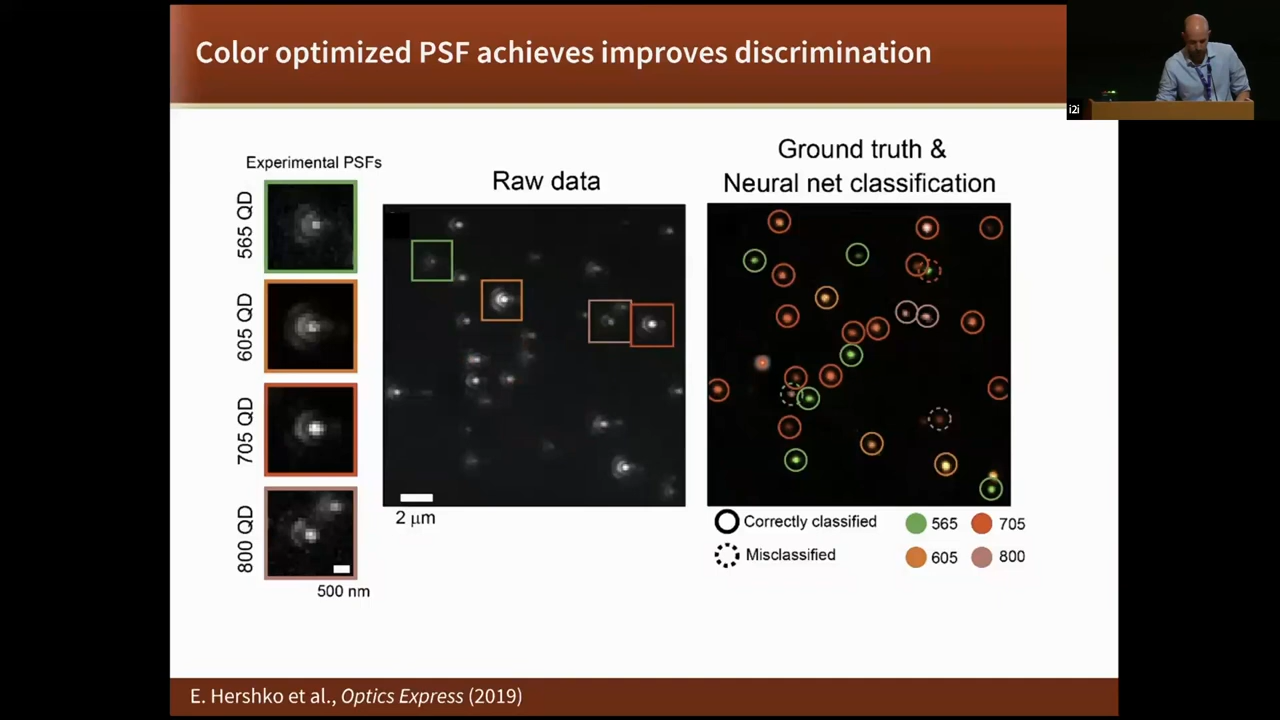 Color optimized PSF achieves improves discrimination
i2i
Experimental PSFs
565 QD
605 QD
705 QD
800 QD
500 nm
Raw data
2 μm
Ground truth &
Neural net classification
Correctly classified
Misclassified
565
705
605
800
E. Hershko et al., Optics Express (2019)